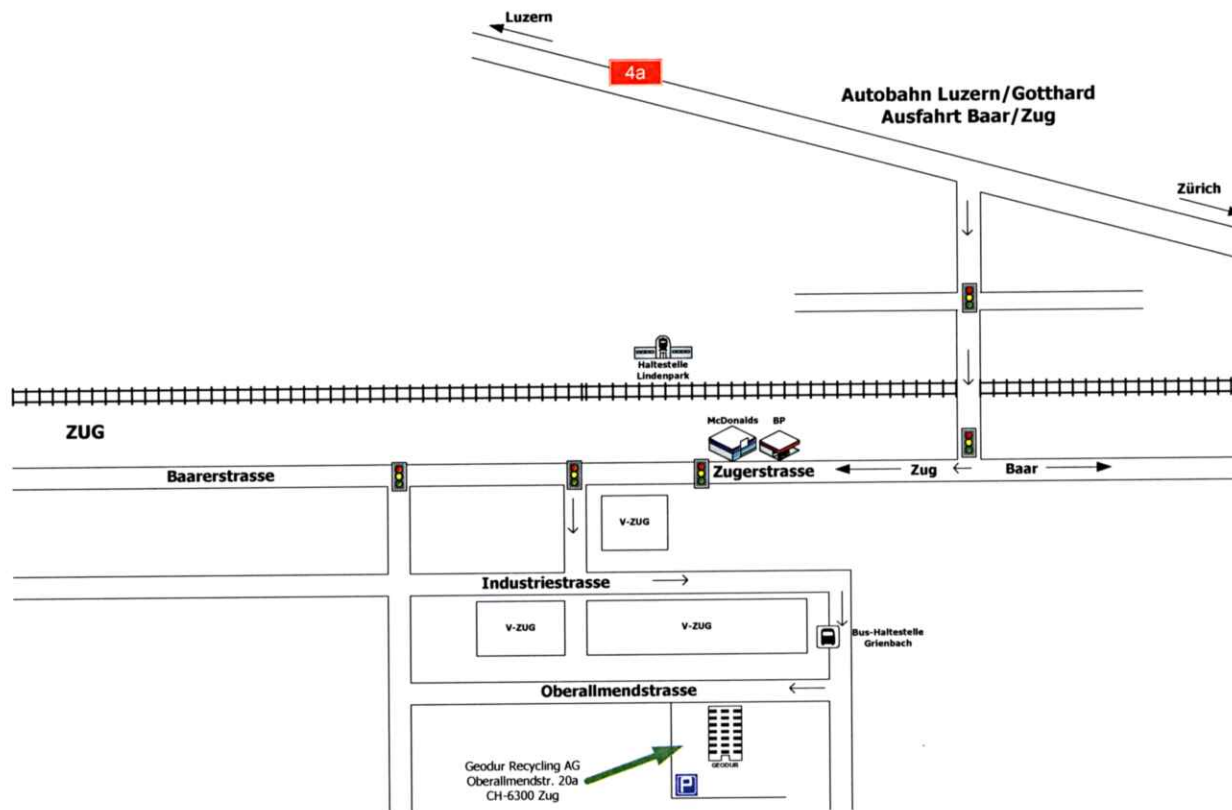 Luzern
4a
Autobahn Luzern/Gotthard
Ausfahrt Baar/Zug
Zürich
Haltestelle
Lindenpark
ZUG
McDonalds
BP
Baarerstrasse
Zugerstrasse
Zug
Baar
V-ZUG
Industriestrasse
V-ZUG
V-ZUG
Bus-Haltestelle
Grienbach
Oberallmendstrasse
Geodur Recycling AG
Oberallmendstr. 20a
CH-6300 Zug
GEODUR
P